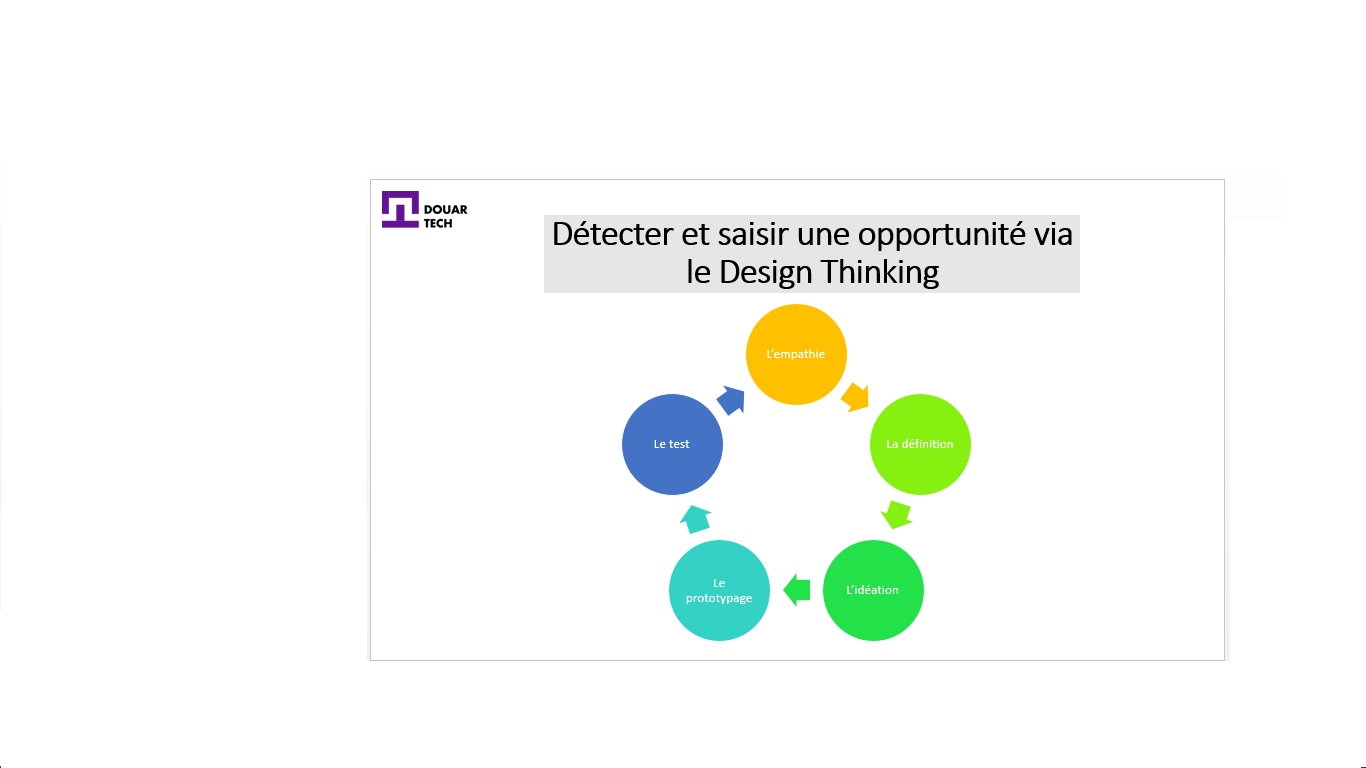 DOUAR
TECH
Détecter et saisir une opportunité via
le Design Thinking
L'empathie
La définition
L'idéation
Le
prototypage
Le test